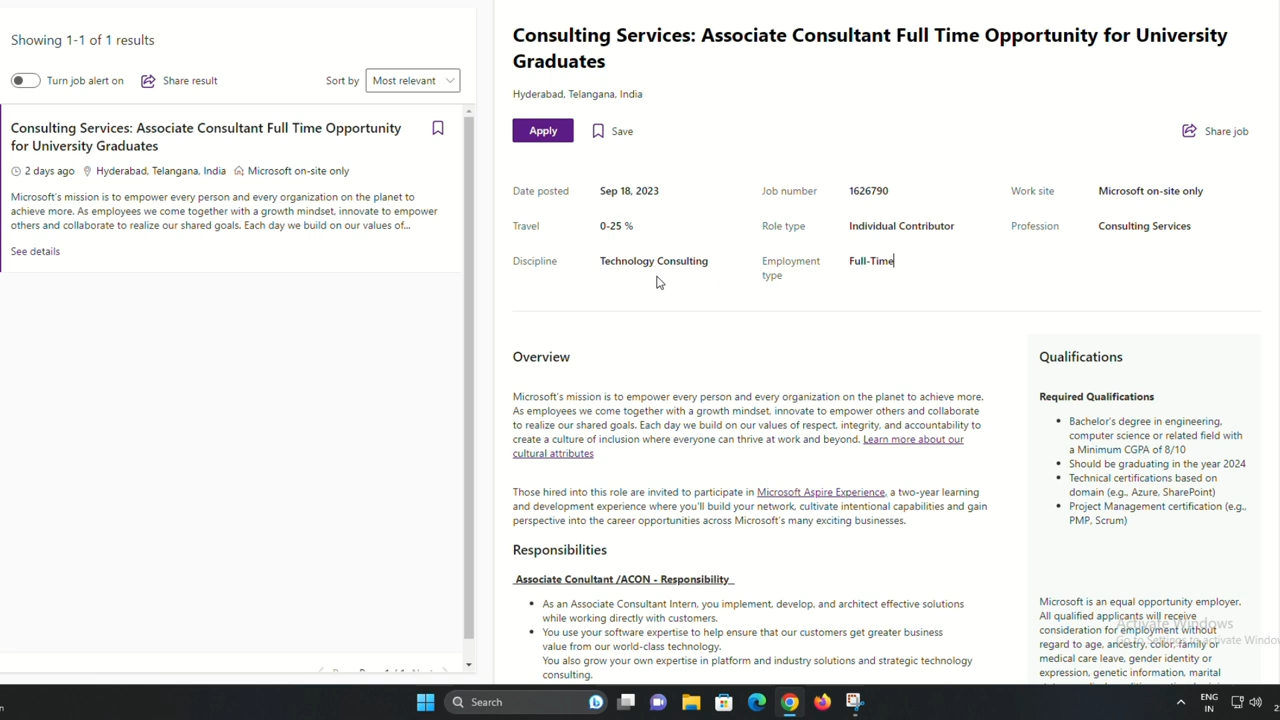 Showing 1-1 of 1 results
Turn job alert on
Share result
Sort by
Most relevant
Consulting Services: Associate Consultant Full Time Opportunity
for University Graduates
2 days ago
Hyderabad, Telangana, India
Microsoft on-site only
Microsoft's mission is to empower every person and every organization on the planet to
achieve more. As employees we come together with a growth mindset, innovate to empower
others and collaborate to realize our shared goals. Each day we build on our values of...
See details
Consulting Services: Associate Consultant Full Time Opportunity for University
Graduates
Hyderabad, Telangana, India
Apply
Save
Share job
Date posted
Sep 18, 2023
Job number
1626790
Work site
Microsoft on-site only
Travel
0-25 %
Role type
Individual Contributor
Profession
Consulting Services
Discipline
Technology Consulting
Employment
type
Full-Time
Overview
Microsoft's mission is to empower every person and every organization on the planet to achieve more.
As employees we come together with a growth mindset, innovate to empower others and collaborate
to realize our shared goals. Each day we build on our values of respect, integrity, and accountability to
create a culture of inclusion where everyone can thrive at work and beyond. Learn more about our
cultural attributes
Those hired into this role are invited to participate in Microsoft Aspire Experience, a two-year learning
and development experience where you'll build your network, cultivate intentional capabilities and gain
perspective into the career opportunities across Microsoft's many exciting businesses.
Responsibilities
Associate Conultant /ACON - Responsibility
• As an Associate Consultant Intern, you implement, develop, and architect effective solutions
while working directly with customers.
• You use your software expertise to help ensure that our customers get greater business
value from our world-class technology.
You also grow your own expertise in platform and industry solutions and strategic technology
consulting.
Qualifications
Required Qualifications
• Bachelor's degree in engineering,
computer science or related field with
a Minimum CGPA of 8/10
• Should be graduating in the year 2024
• Technical certifications based on
domain (e.g., Azure, SharePoint)
• Project Management certification (e.g.,
PMP, Scrum)
Microsoft is an equal opportunity employer.
All qualified applicants will receive
consideration for employment without
regard to age, ancestry, color, family or
medical care leave, gender identity or
expression, genetic information, marital
Activate Windows
Go to Settings to activate Window
Search
ENG
IN